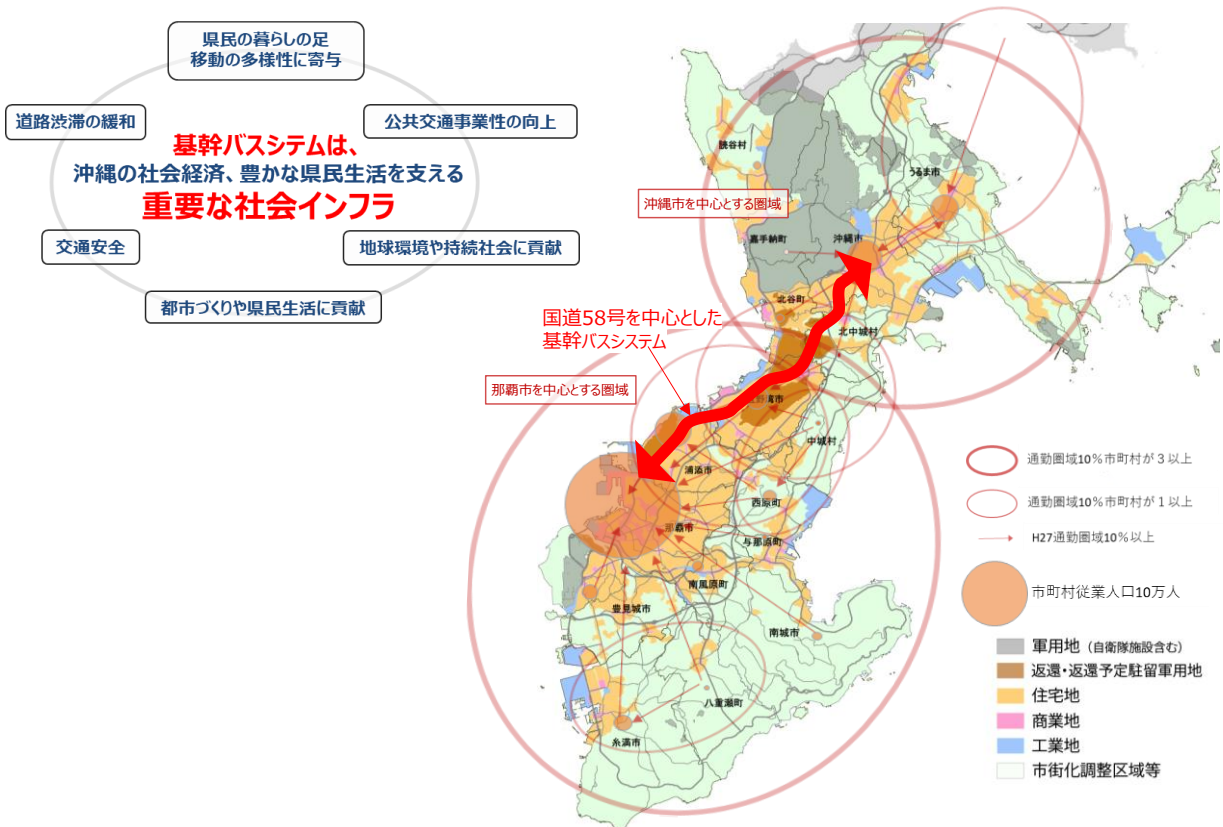 県民の暮らしの足
移動の多様性に寄与
道路渋滞の緩和
公共交通事業性の向上
基幹バスシテムは、
沖縄の社会経済、豊かな県民生活を支える
重要な社会インフラ
交通安全
地球環境や持続社会に貢献
都市づくりや県民生活に貢献
読谷村
うるま市
沖縄市を中心とする圏域
嘉手納町
沖縄市
北谷町
国道58号を中心とした
基幹バスシステム
北中城村
那覇市を中心とする圏域
中城村
浦添市
西原町
那覇市
与那原町
南風原町
豊見城市
南城市
八重瀬町
糸満市
通勤圏域10%市町村が3以上
通勤圏域10%市町村が1以上
H27通勤圏域10%以上
市町村従業人口10万人
軍用地（自衛隊施設含む）
返還・返還予定駐留軍用地
住宅地
商業地
工業地
市街化調整区域等